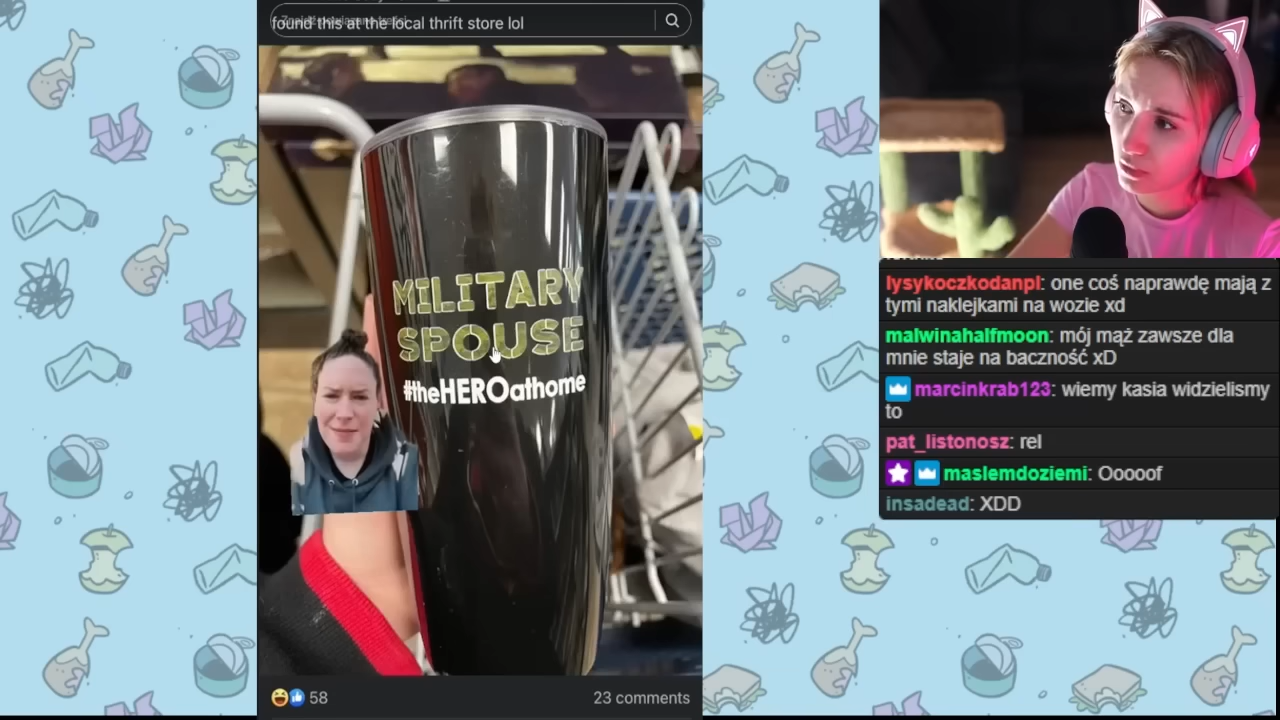 found this at the local thrift store lol
MILITARY
SPOUSE
#theHEROathome
58
23 comments
lysykoczkodanpl: one coś naprawdę mają z
tymi naklejkami na wozie xd
malwinahalfmoon: mój mąż zawsze dla
mnie staje na baczność xD
marcinkrab123: wiemy kasia widzielismy
to
pat_listonosz: rel
maslemdoziemi: Ooooof
insadead: XDD